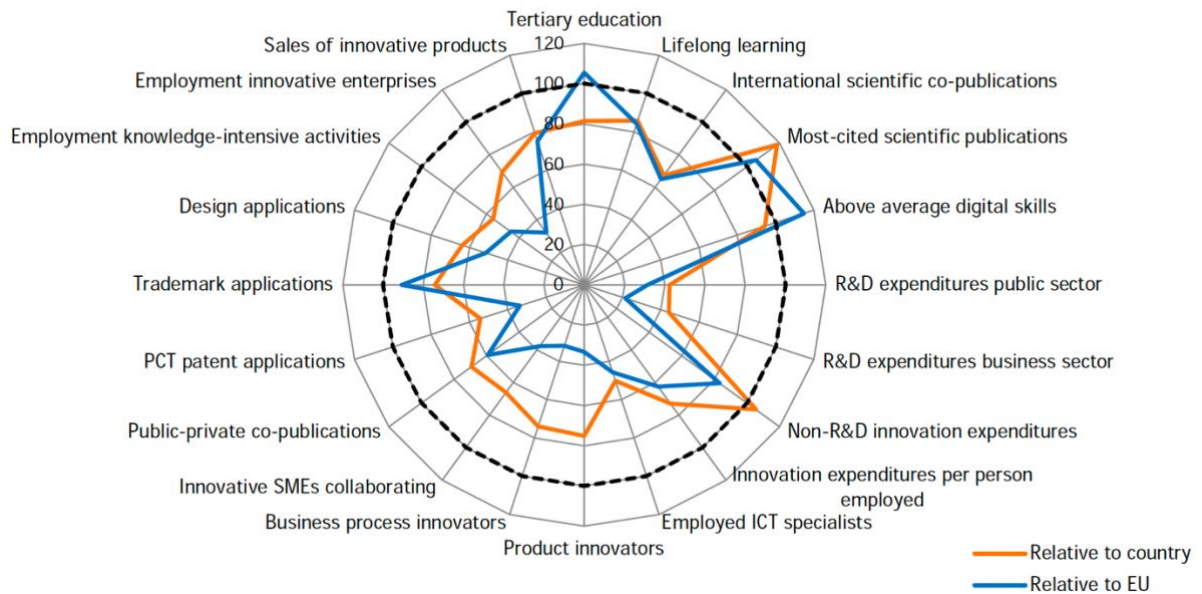 Tertiary education
120
Sales of innovative products
Lifelong learning
Employment innovative enterprises
100
International scientific co-publications
80
Employment knowledge-intensive activities
Most-cited scientific publications
60
40
Design applications
Above average digital skills
20
Trademark applications
0
R&D expenditures public sector
PCT patent applications
R&D expenditures business sector
Public-private co-publications
Non-R&D innovation expenditures
Innovative SMEs collaborating
Innovation expenditures per person
employed
Business process innovators
Employed ICT specialists
Product innovators
Relative to country
Relative to EU